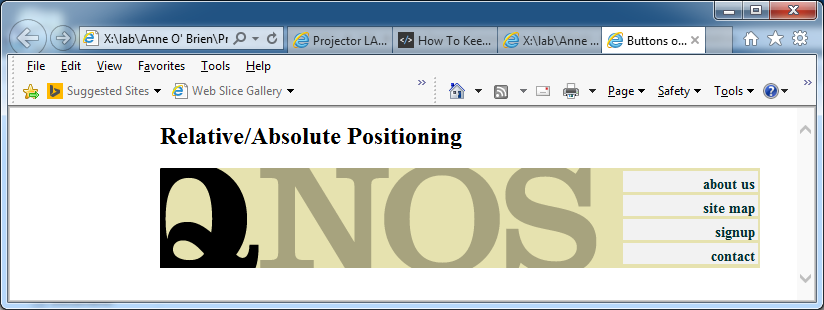 X:\lab\Anne O' Brien\Pr
Projector LA...
How To Kee...
X:\lab\Anne ...
Buttons o...
File Edit View Favorites Tools Help
Suggested Sites Web Slice Gallery
Page Safety Tools
Relative/Absolute Positioning
QNOS
about us
site map
signup
contact